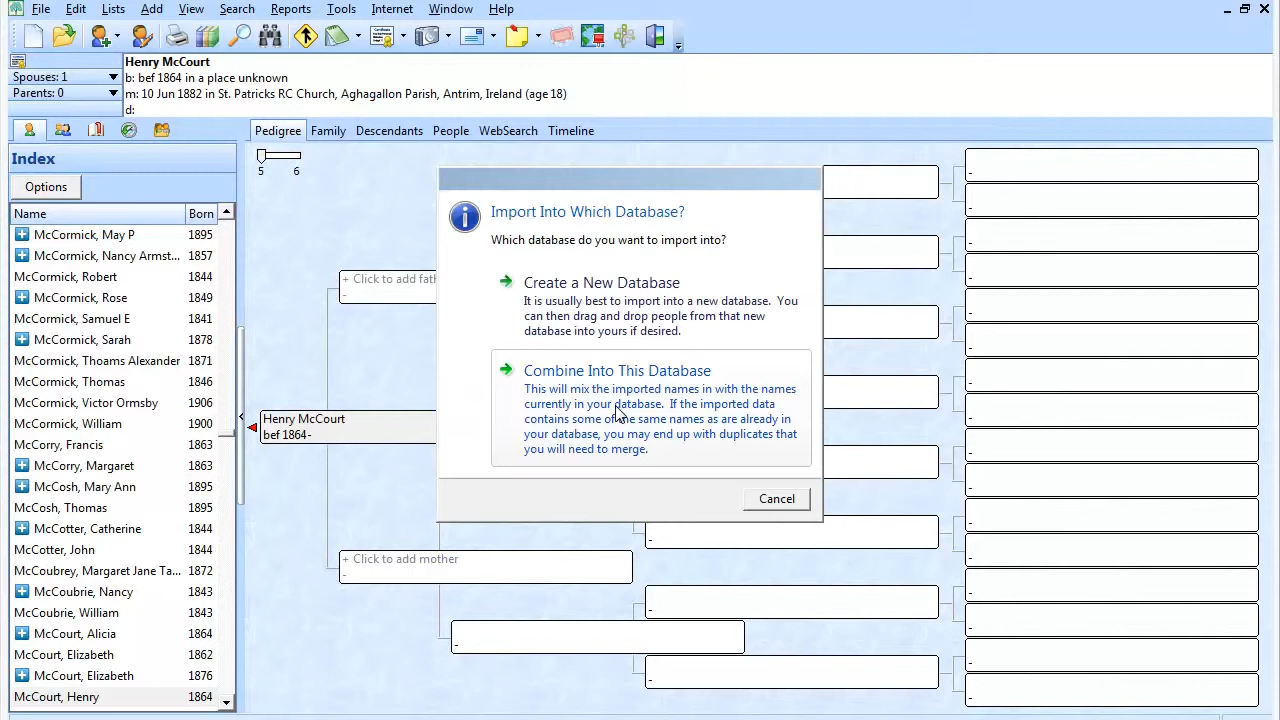 File Edit Lists Add View Search Reports Tools Internet Window Help
Henry McCourt
Spouses: 1
b: bef 1864 in a place unknown
Parents: 0
m: 10 Jun 1882 in St. Patricks RC Church, Aghagallon Parish, Antrim, Ireland (age 18)
d:
Pedigree Family Descendants People WebSearch Timeline
Index
5 6
Options
Name Born
McCormick, May P 1895
McCormick, Nancy Armst... 1857
McCormick, Robert 1844
McCormick, Rose 1849
McCormick, Samuel E 1841
McCormick, Sarah 1878
McCormick, Thoams Alexander 1871
McCormick, Thomas 1846
McCormick, Victor Ormsby 1900
McCormick, William 1900
McCorry, Francis 1863
McCorry, Margaret 1863
McCosh, Mary Ann 1895
McCosh, Thomas 1895
McCotter, Catherine 1844
McCotter, John 1844
McCoubrey, Margaret Jane Ta... 1872
McCoubrie, Nancy 1843
McCoubrie, William 1843
McCourt, Alicia 1864
McCourt, Elizabeth 1862
McCourt, Elizabeth 1876
McCourt, Henry 1864
+ Click to add fath
-
Henry McCourt
bef 1864-
+ Click to add mother
-
Import Into Which Database?
Which database do you want to import into?
Create a New Database
It is usually best to import into a new database. You
can then drag and drop people from that new
database into yours if desired.
Combine Into This Database
This will mix the imported names in with the names
currently in your database. If the imported data
contains some of the same names as are already in
your database, you may end up with duplicates that
you will need to merge.
Cancel